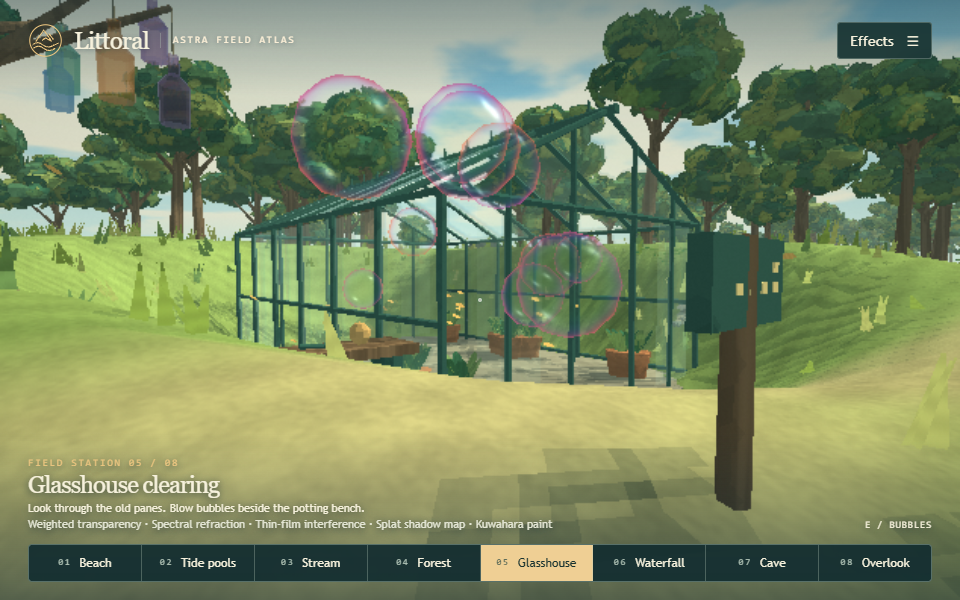 Littoral
ASTRA FIELD ATLAS
Effects
FIELD STATION 05 / 08
Glasshouse clearing
Look through the old panes. Blow bubbles beside the potting bench.
Weighted transparency · Spectral refraction · Thin-film interference · Splat shadow map · Kuwahara paint
E / BUBBLES
01 Beach
02 Tide pools
03 Stream
04 Forest
05 Glasshouse
06 Waterfall
07 Cave
08 Overlook